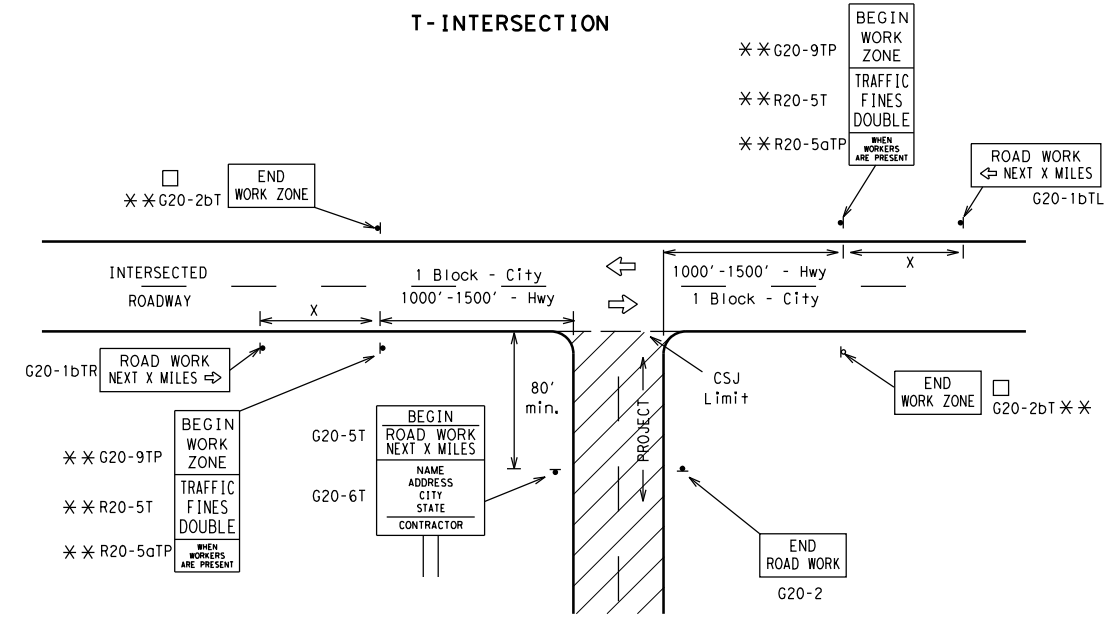 T-INTERSECTION
BEGIN
WORK
ZONE
** G20-9TP
TRAFFIC
FINES
DOUBLE
** R20-5T
WHEN
WORKERS
ARE PRESENT
** R20-5aTP
ROAD WORK
⇦ NEXT X MILES
G20-1bTL
□
** G20-2bT
END
WORK ZONE
INTERSECTED
ROADWAY
X
1 Block - City
1000'-1500' - Hwy
1000'-1500' - Hwy
1 Block - City
X
G20-1bTR
ROAD WORK
NEXT X MILES ⇨
80'
min.
CSJ
Limit
PROJECT
END
WORK ZONE
□
G20-2bT **
BEGIN
WORK
ZONE
** G20-9TP
TRAFFIC
FINES
DOUBLE
** R20-5T
WHEN
WORKERS
ARE PRESENT
** R20-5aTP
G20-5T
BEGIN
ROAD WORK
NEXT X MILES
G20-6T
NAME
ADDRESS
CITY
STATE
CONTRACTOR
END
ROAD WORK
G20-2